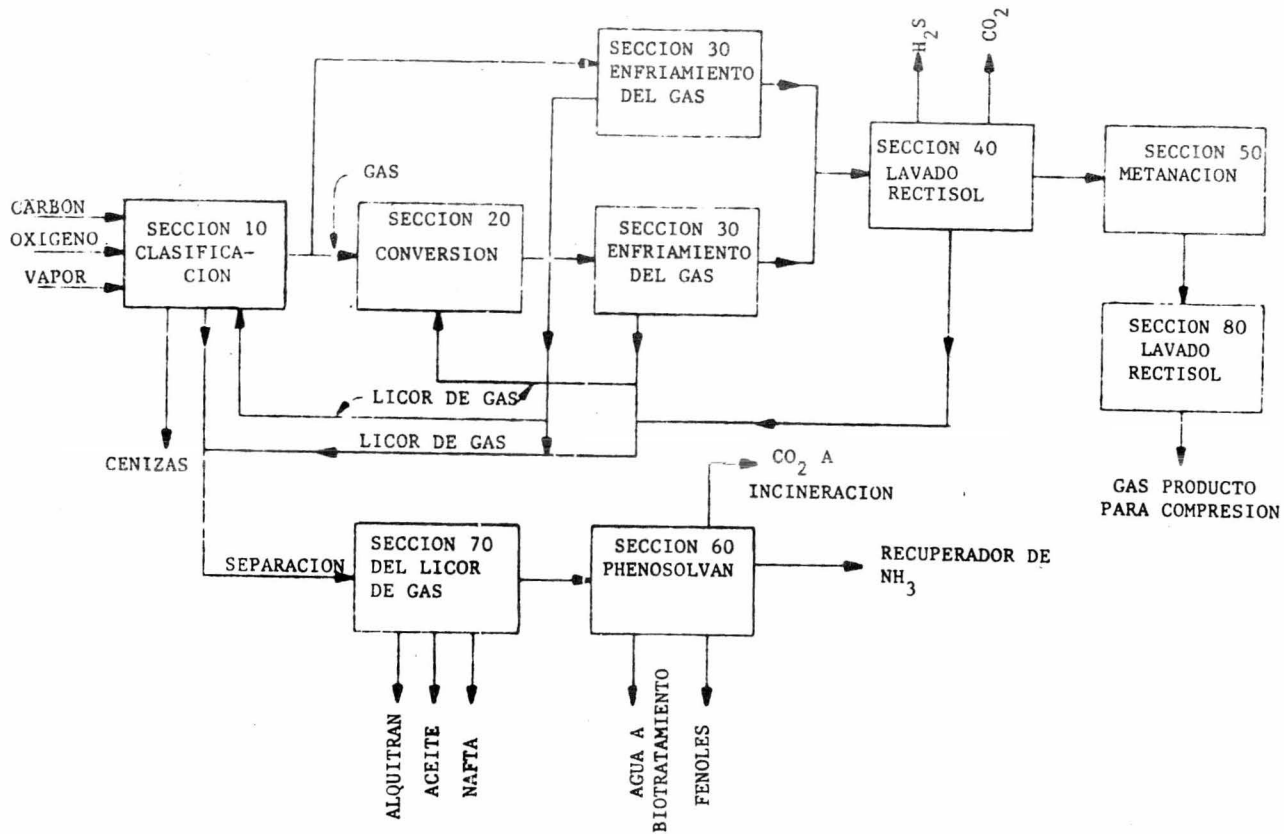 H2S
CO2
SECCION 30
ENFRIAMIENTO
DEL GAS
SECCION 40
LAVADO
RECTISOL
SECCION 50
METANACION
GAS
CARBON
OXIGENO
VAPOR
SECCION 10
CLASIFICA-
CION
SECCION 20
CONVERSION
SECCION 30
ENFRIAMIENTO
DEL GAS
SECCION 80
LAVADO
RECTISOL
LICOR DE GAS
LICOR DE GAS
CENIZAS
CO2 A
INCINERACION
GAS PRODUCTO
PARA COMPRESION
SEPARACION
SECCION 70
DEL LICOR
DE GAS
SECCION 60
PHENOSOLVAN
RECUPERADOR DE
NH3
ALQUITRAN
ACEITE
NAFTA
AGUA A
BIOTRATAMIENTO
FENOLES